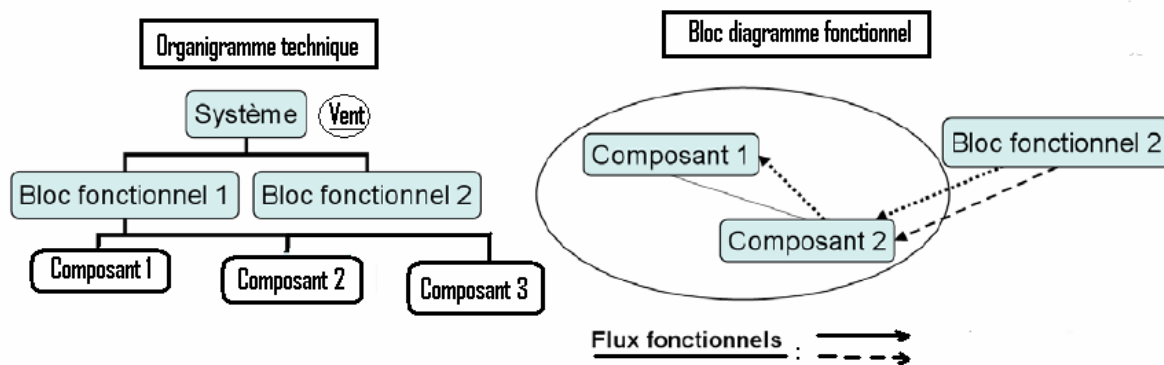 Organigramme technique
Bloc diagramme fonctionnel
Système
Vent
Bloc fonctionnel 1
Bloc fonctionnel 2
Composant 1
Composant 2
Composant 3
Composant 1
Bloc fonctionnel 2
Composant 2
Flux fonctionnels :